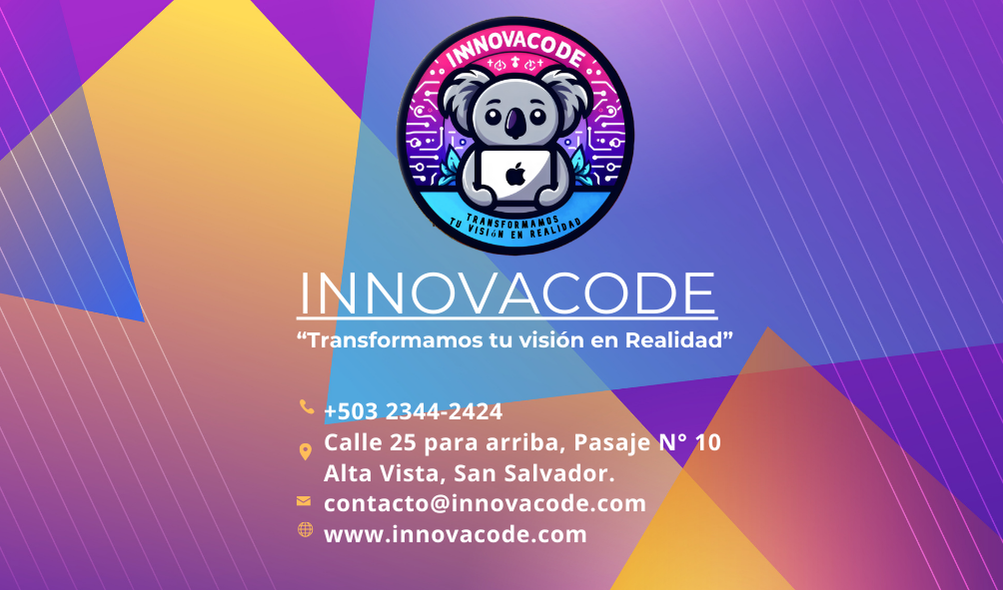 INNOVACODE
TRANSFORMAMOS
TU VISIóN EN REALIDAD
INNOVACODE
“Transformamos tu visión en Realidad”
+503 2344-2424
Calle 25 para arriba, Pasaje N° 10
Alta Vista, San Salvador.
contacto@innovacode.com
www.innovacode.com